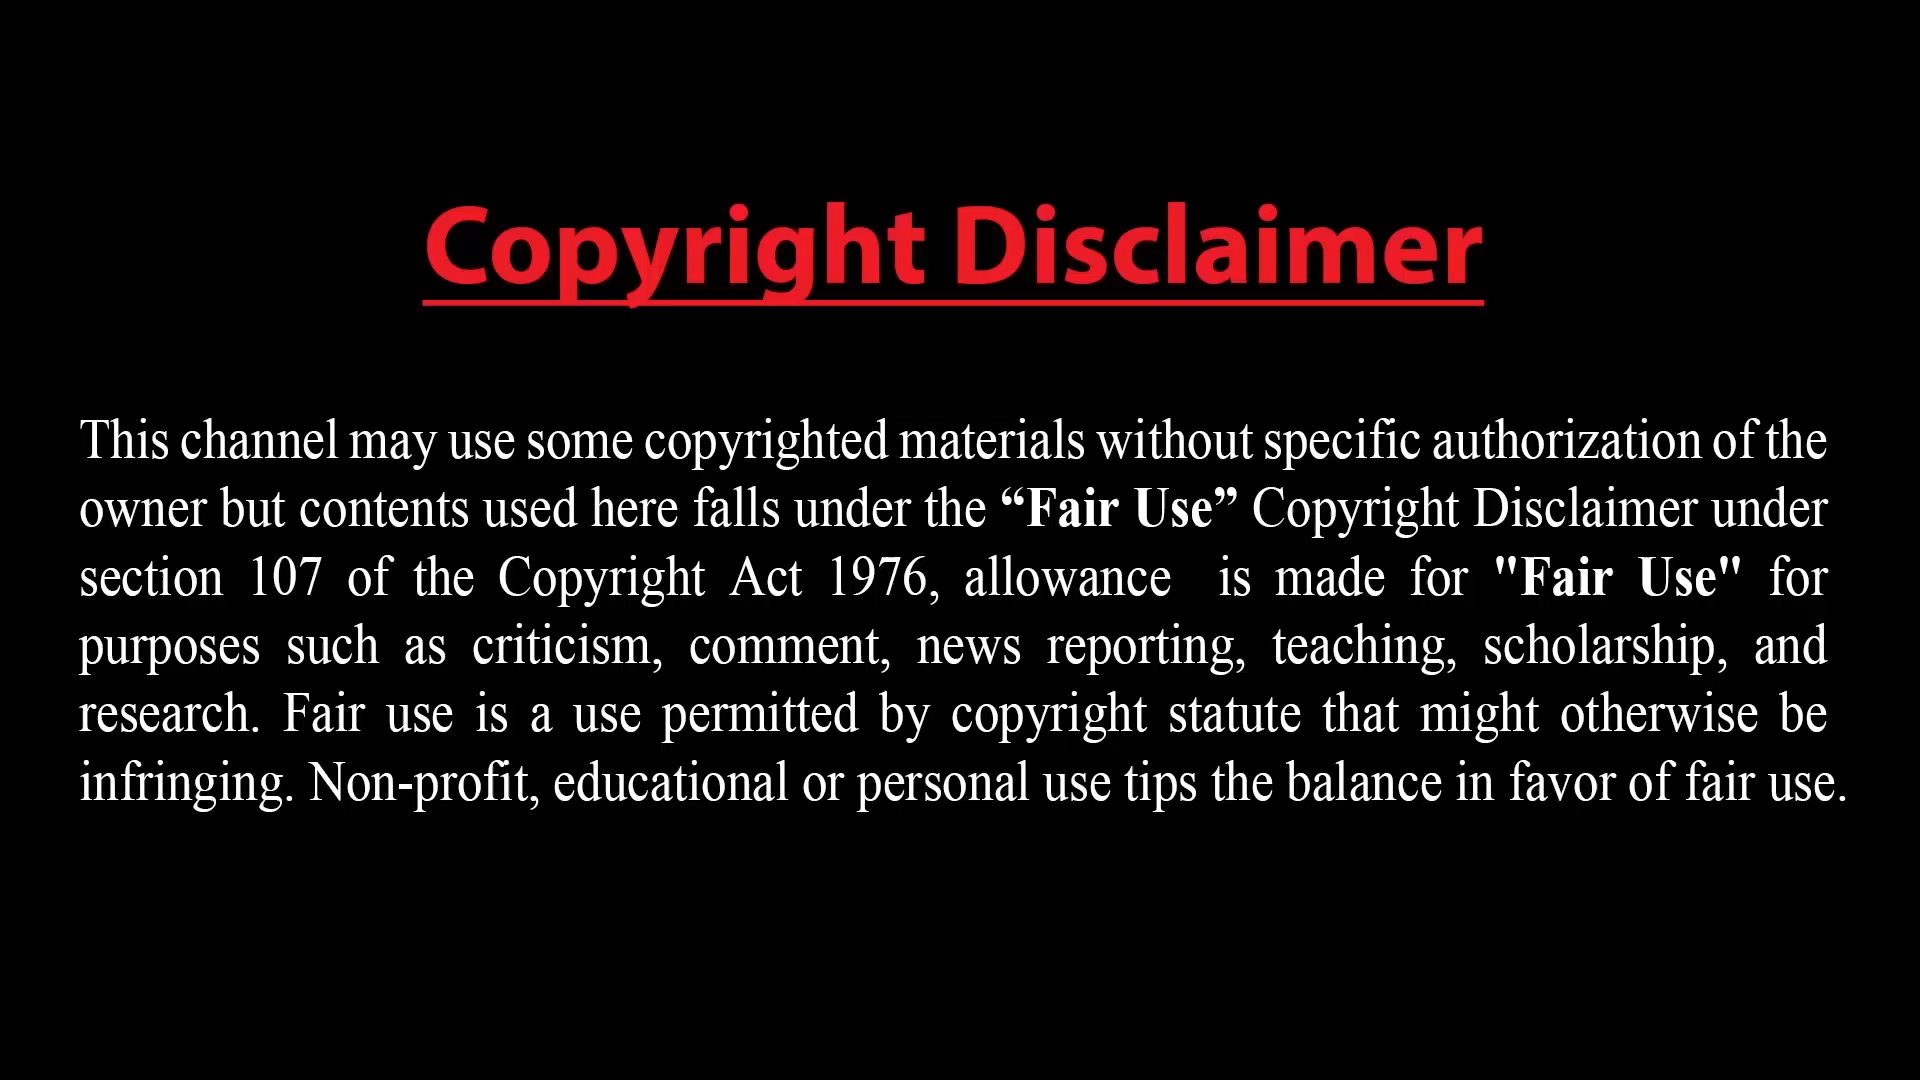 Copyright Disclaimer
This channel may use some copyrighted materials without specific authorization of the
owner but contents used here falls under the “Fair Use” Copyright Disclaimer under
section 107 of the Copyright Act 1976, allowance  is made for "Fair Use" for
purposes such as criticism, comment, news reporting, teaching, scholarship, and
research. Fair use is a use permitted by copyright statute that might otherwise be
infringing. Non-profit, educational or personal use tips the balance in favor of fair use.